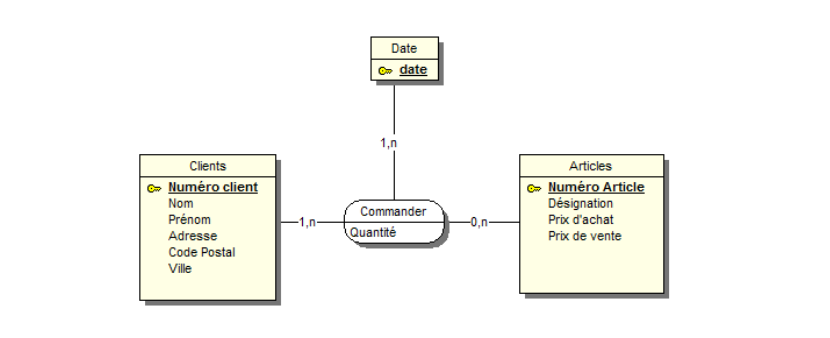 Date
date
1,n
Clients
Numéro client
Nom
Prénom
Adresse
Code Postal
Ville
1,n
Commander
Quantité
0,n
Articles
Numéro Article
Désignation
Prix d'achat
Prix de vente